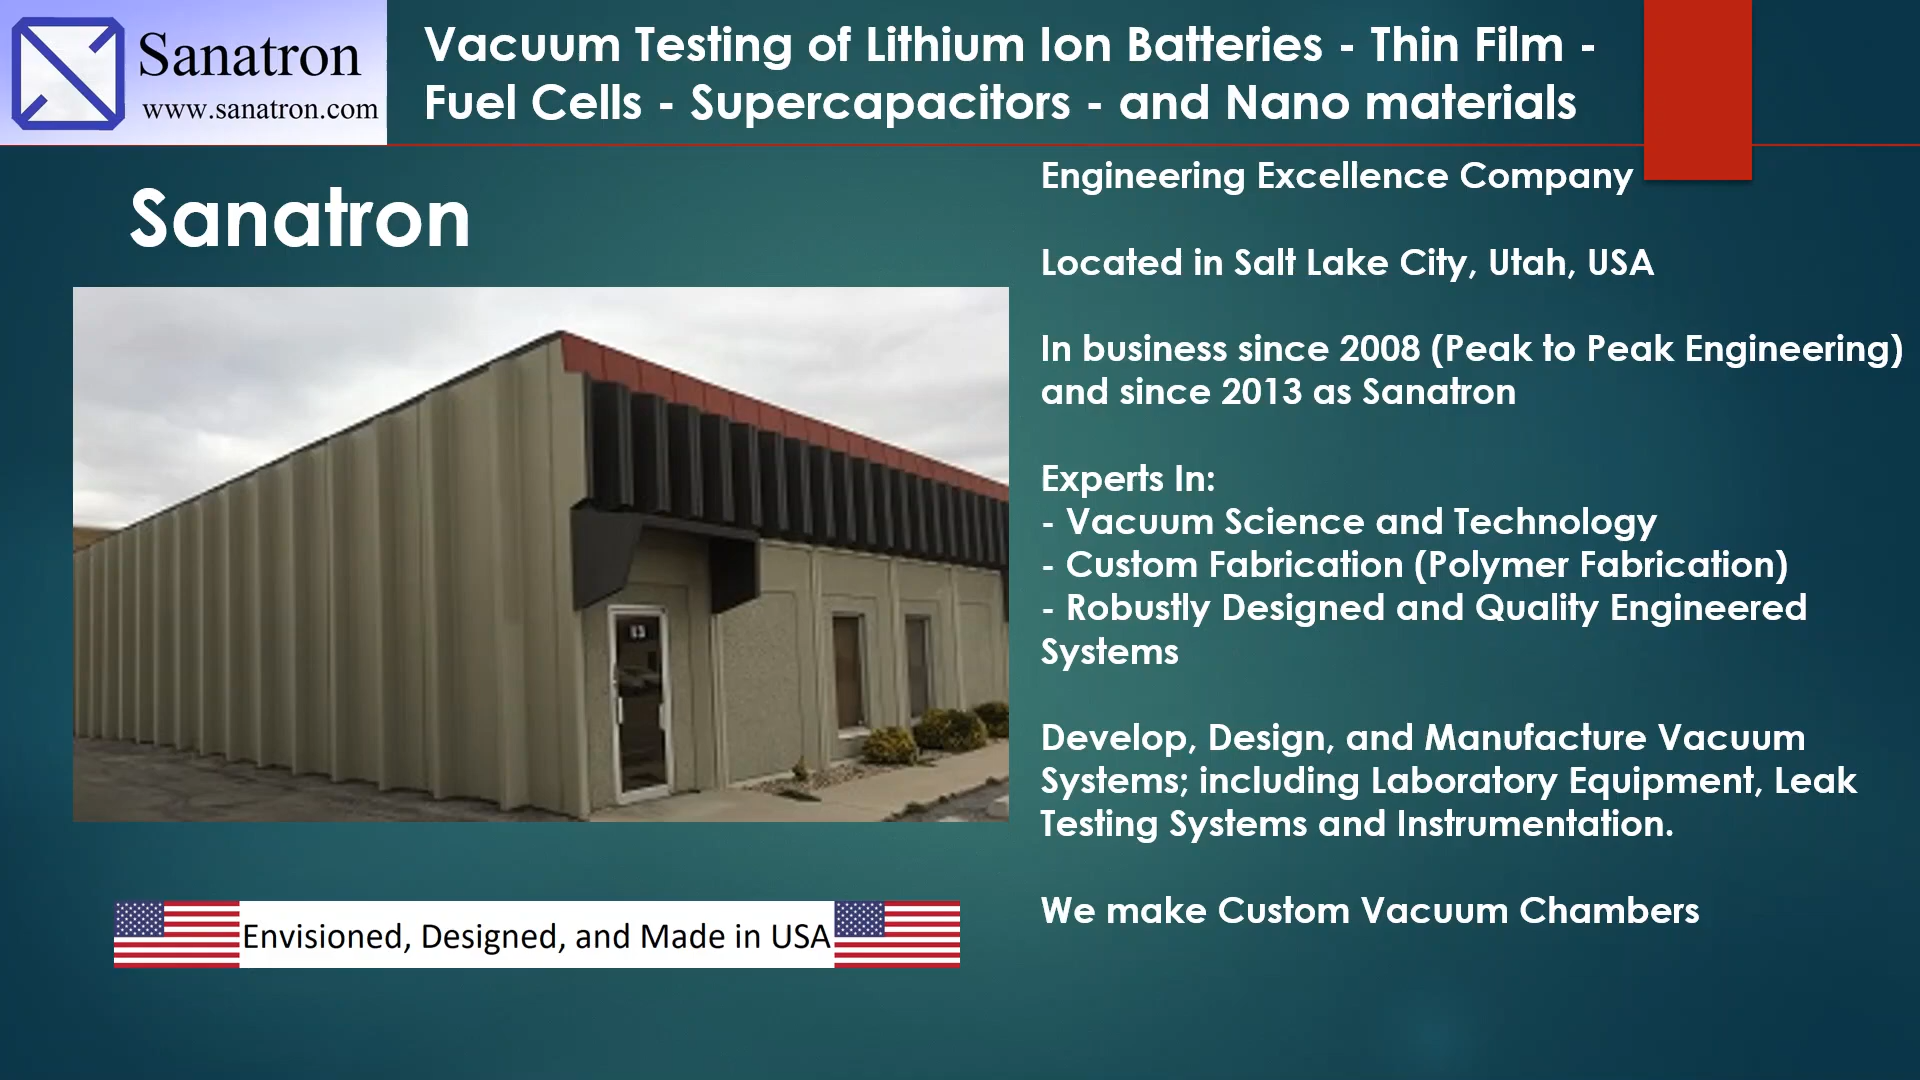 Sanatron
www.sanatron.com
Vacuum Testing of Lithium Ion Batteries - Thin Film -
Fuel Cells - Supercapacitors - and Nano materials
Sanatron
Engineering Excellence Company
Located in Salt Lake City, Utah, USA
In business since 2008 (Peak to Peak Engineering)
and since 2013 as Sanatron
Experts In:
- Vacuum Science and Technology
- Custom Fabrication (Polymer Fabrication)
- Robustly Designed and Quality Engineered
Systems
Develop, Design, and Manufacture Vacuum
Systems; including Laboratory Equipment, Leak
Testing Systems and Instrumentation.
We make Custom Vacuum Chambers
Envisioned, Designed, and Made in USA